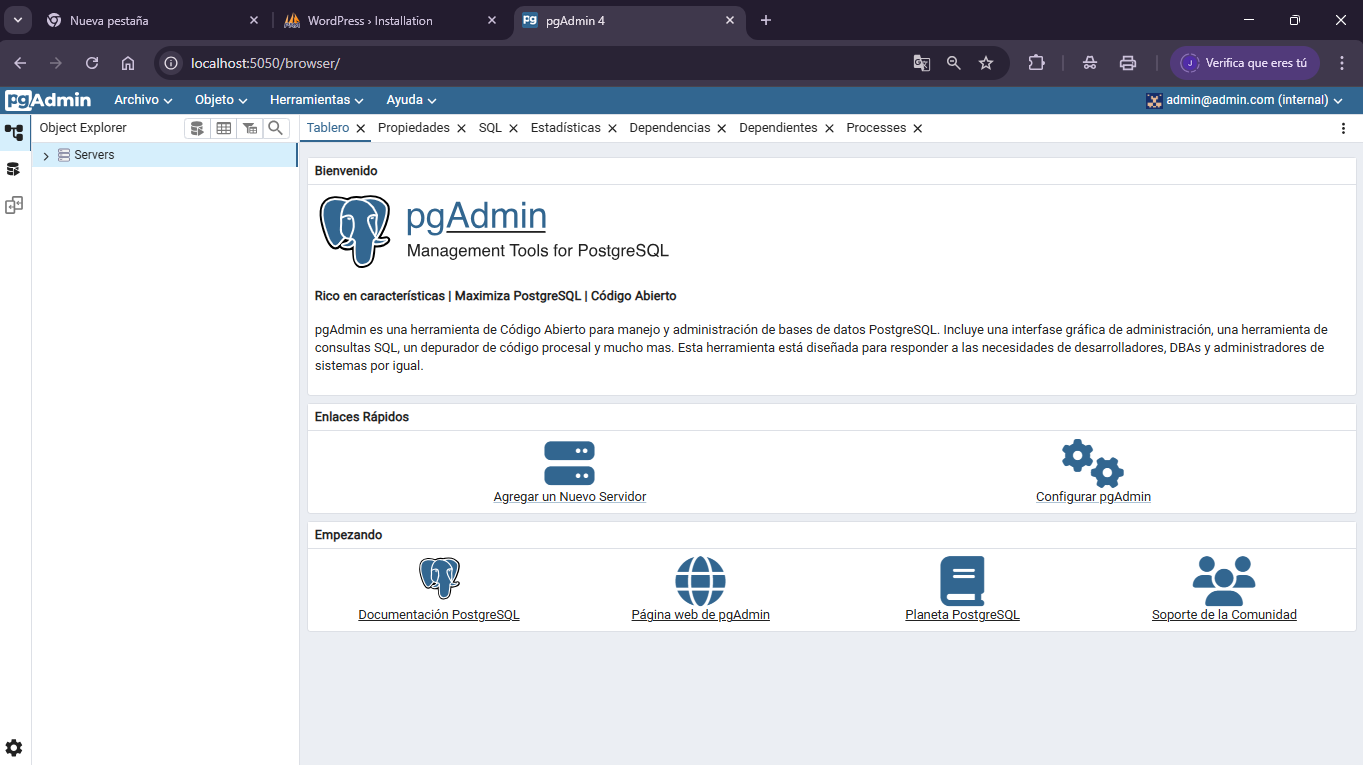 Nueva pestaña
WordPress › Installation
pgAdmin 4
localhost:5050/browser/
J Verifica que eres tú
pgAdmin Archivo Objeto Herramientas Ayuda admin@admin.com (internal)
Object Explorer
Tablero Propiedades SQL Estadísticas Dependencias Dependientes Processes
Servers
Bienvenido
pgAdmin
Management Tools for PostgreSQL
Rico en características | Maximiza PostgreSQL | Código Abierto
pgAdmin es una herramienta de Código Abierto para manejo y administración de bases de datos PostgreSQL. Incluye una interfase gráfica de administración, una herramienta de
consultas SQL, un depurador de código procesal y mucho mas. Esta herramienta está diseñada para responder a las necesidades de desarrolladores, DBAs y administradores de
sistemas por igual.
Enlaces Rápidos
Agregar un Nuevo Servidor
Configurar pgAdmin
Empezando
Documentación PostgreSQL
Página web de pgAdmin
Planeta PostgreSQL
Soporte de la Comunidad